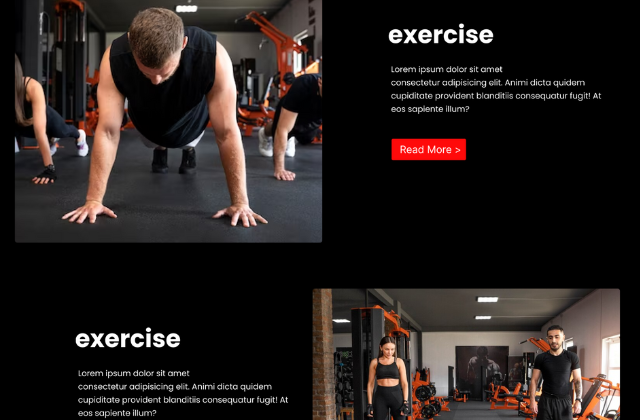 exercise
Lorem ipsum dolor sit amet
consectetur adipisicing elit. Animi dicta quidem
cupiditate provident blanditiis consequatur fugit! At
eos sapiente illum?
Read More >
exercise
Lorem ipsum dolor sit amet
consectetur adipisicing elit. Animi dicta quidem
cupiditate provident blanditiis consequatur fugit! At
eos sapiente illum?